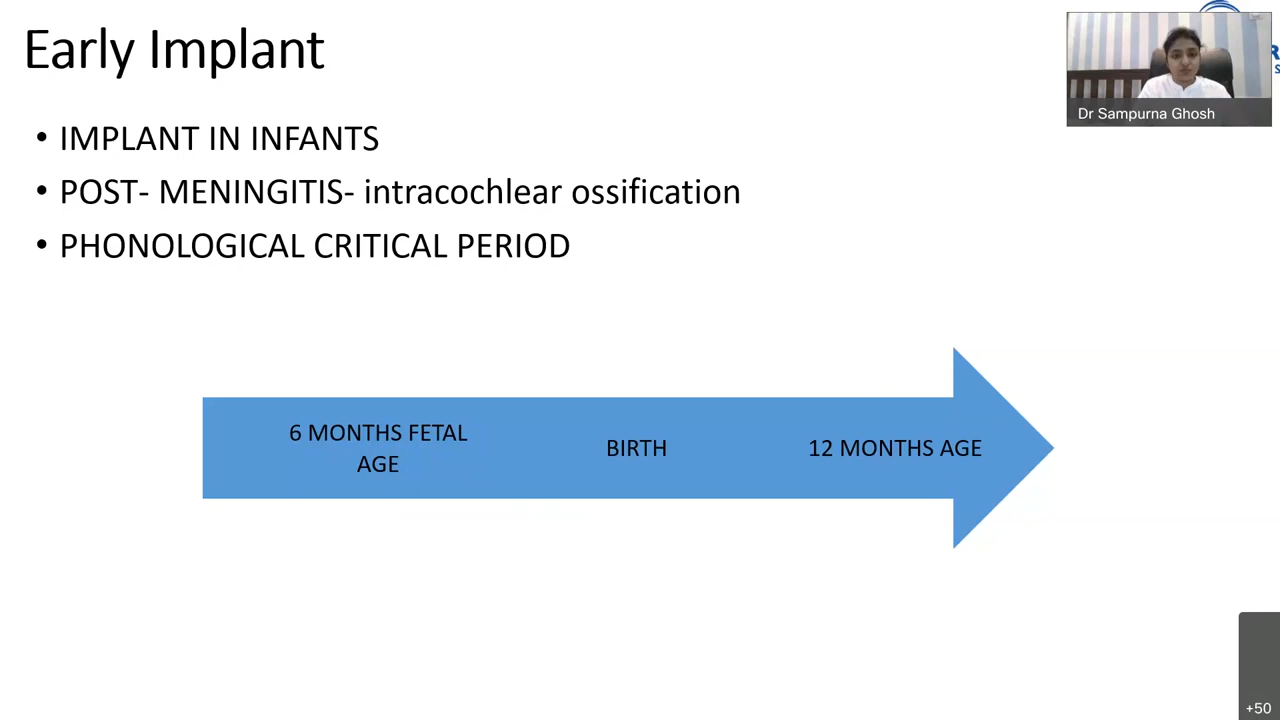 Early Implant
• IMPLANT IN INFANTS
• POST- MENINGITIS- intracochlear ossification
• PHONOLOGICAL CRITICAL PERIOD
6 MONTHS FETAL
AGE
BIRTH
12 MONTHS AGE
Dr Sampurna Ghosh
R
S
+50